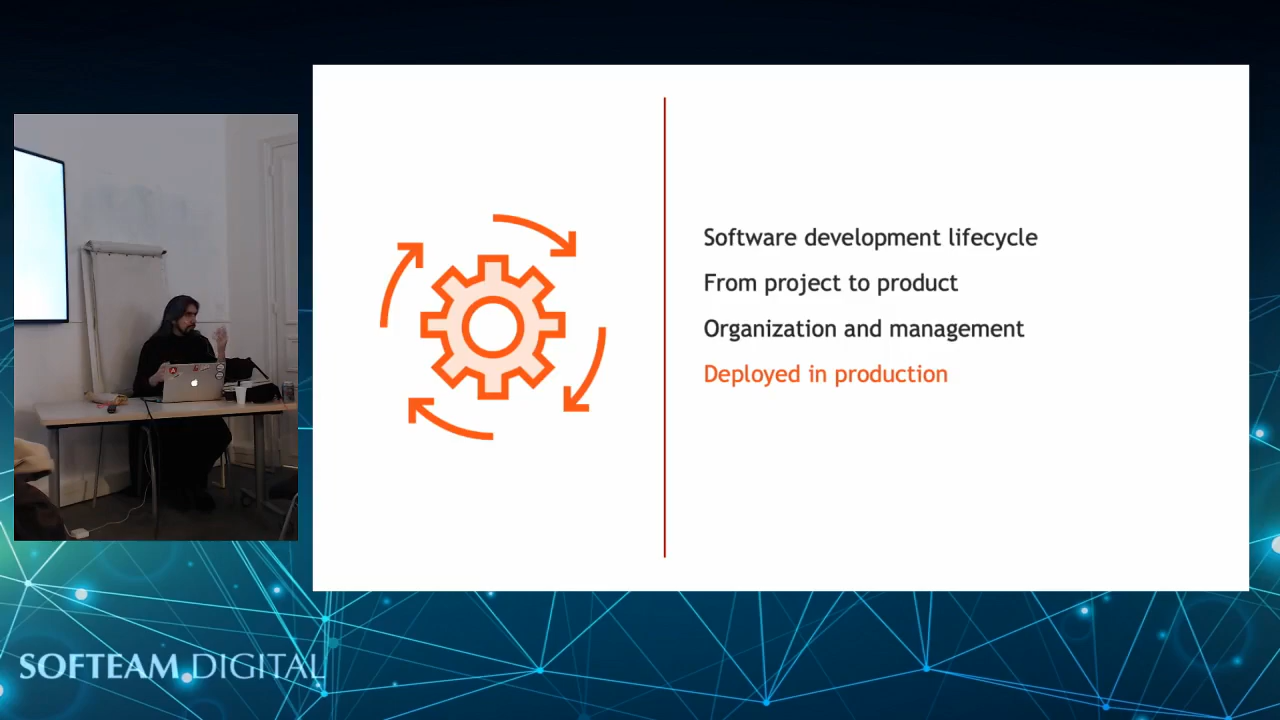 Software development lifecycle
From project to product
Organization and management
Deployed in production
SOFTEAM DIGITAL